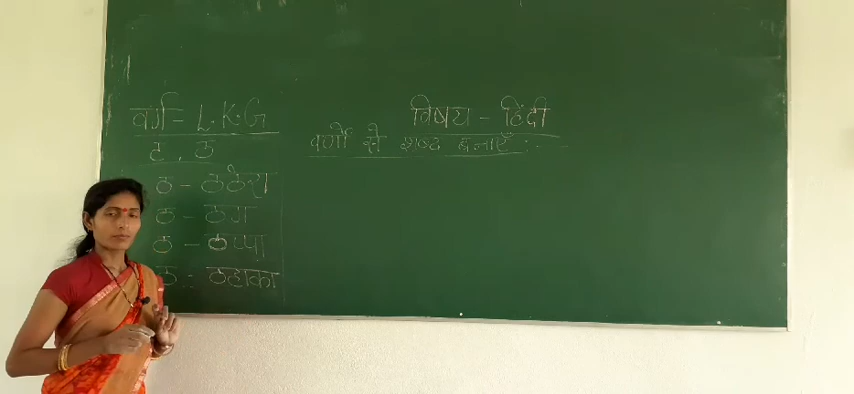 वर्ग - L.K.G
विषय - हिंदी
वर्णो से शब्द बनाएँ :-
ट , ठ
ठ - ठठेरा
ठ - ठग
ठ - ठप्पा
ठ - ठहाका